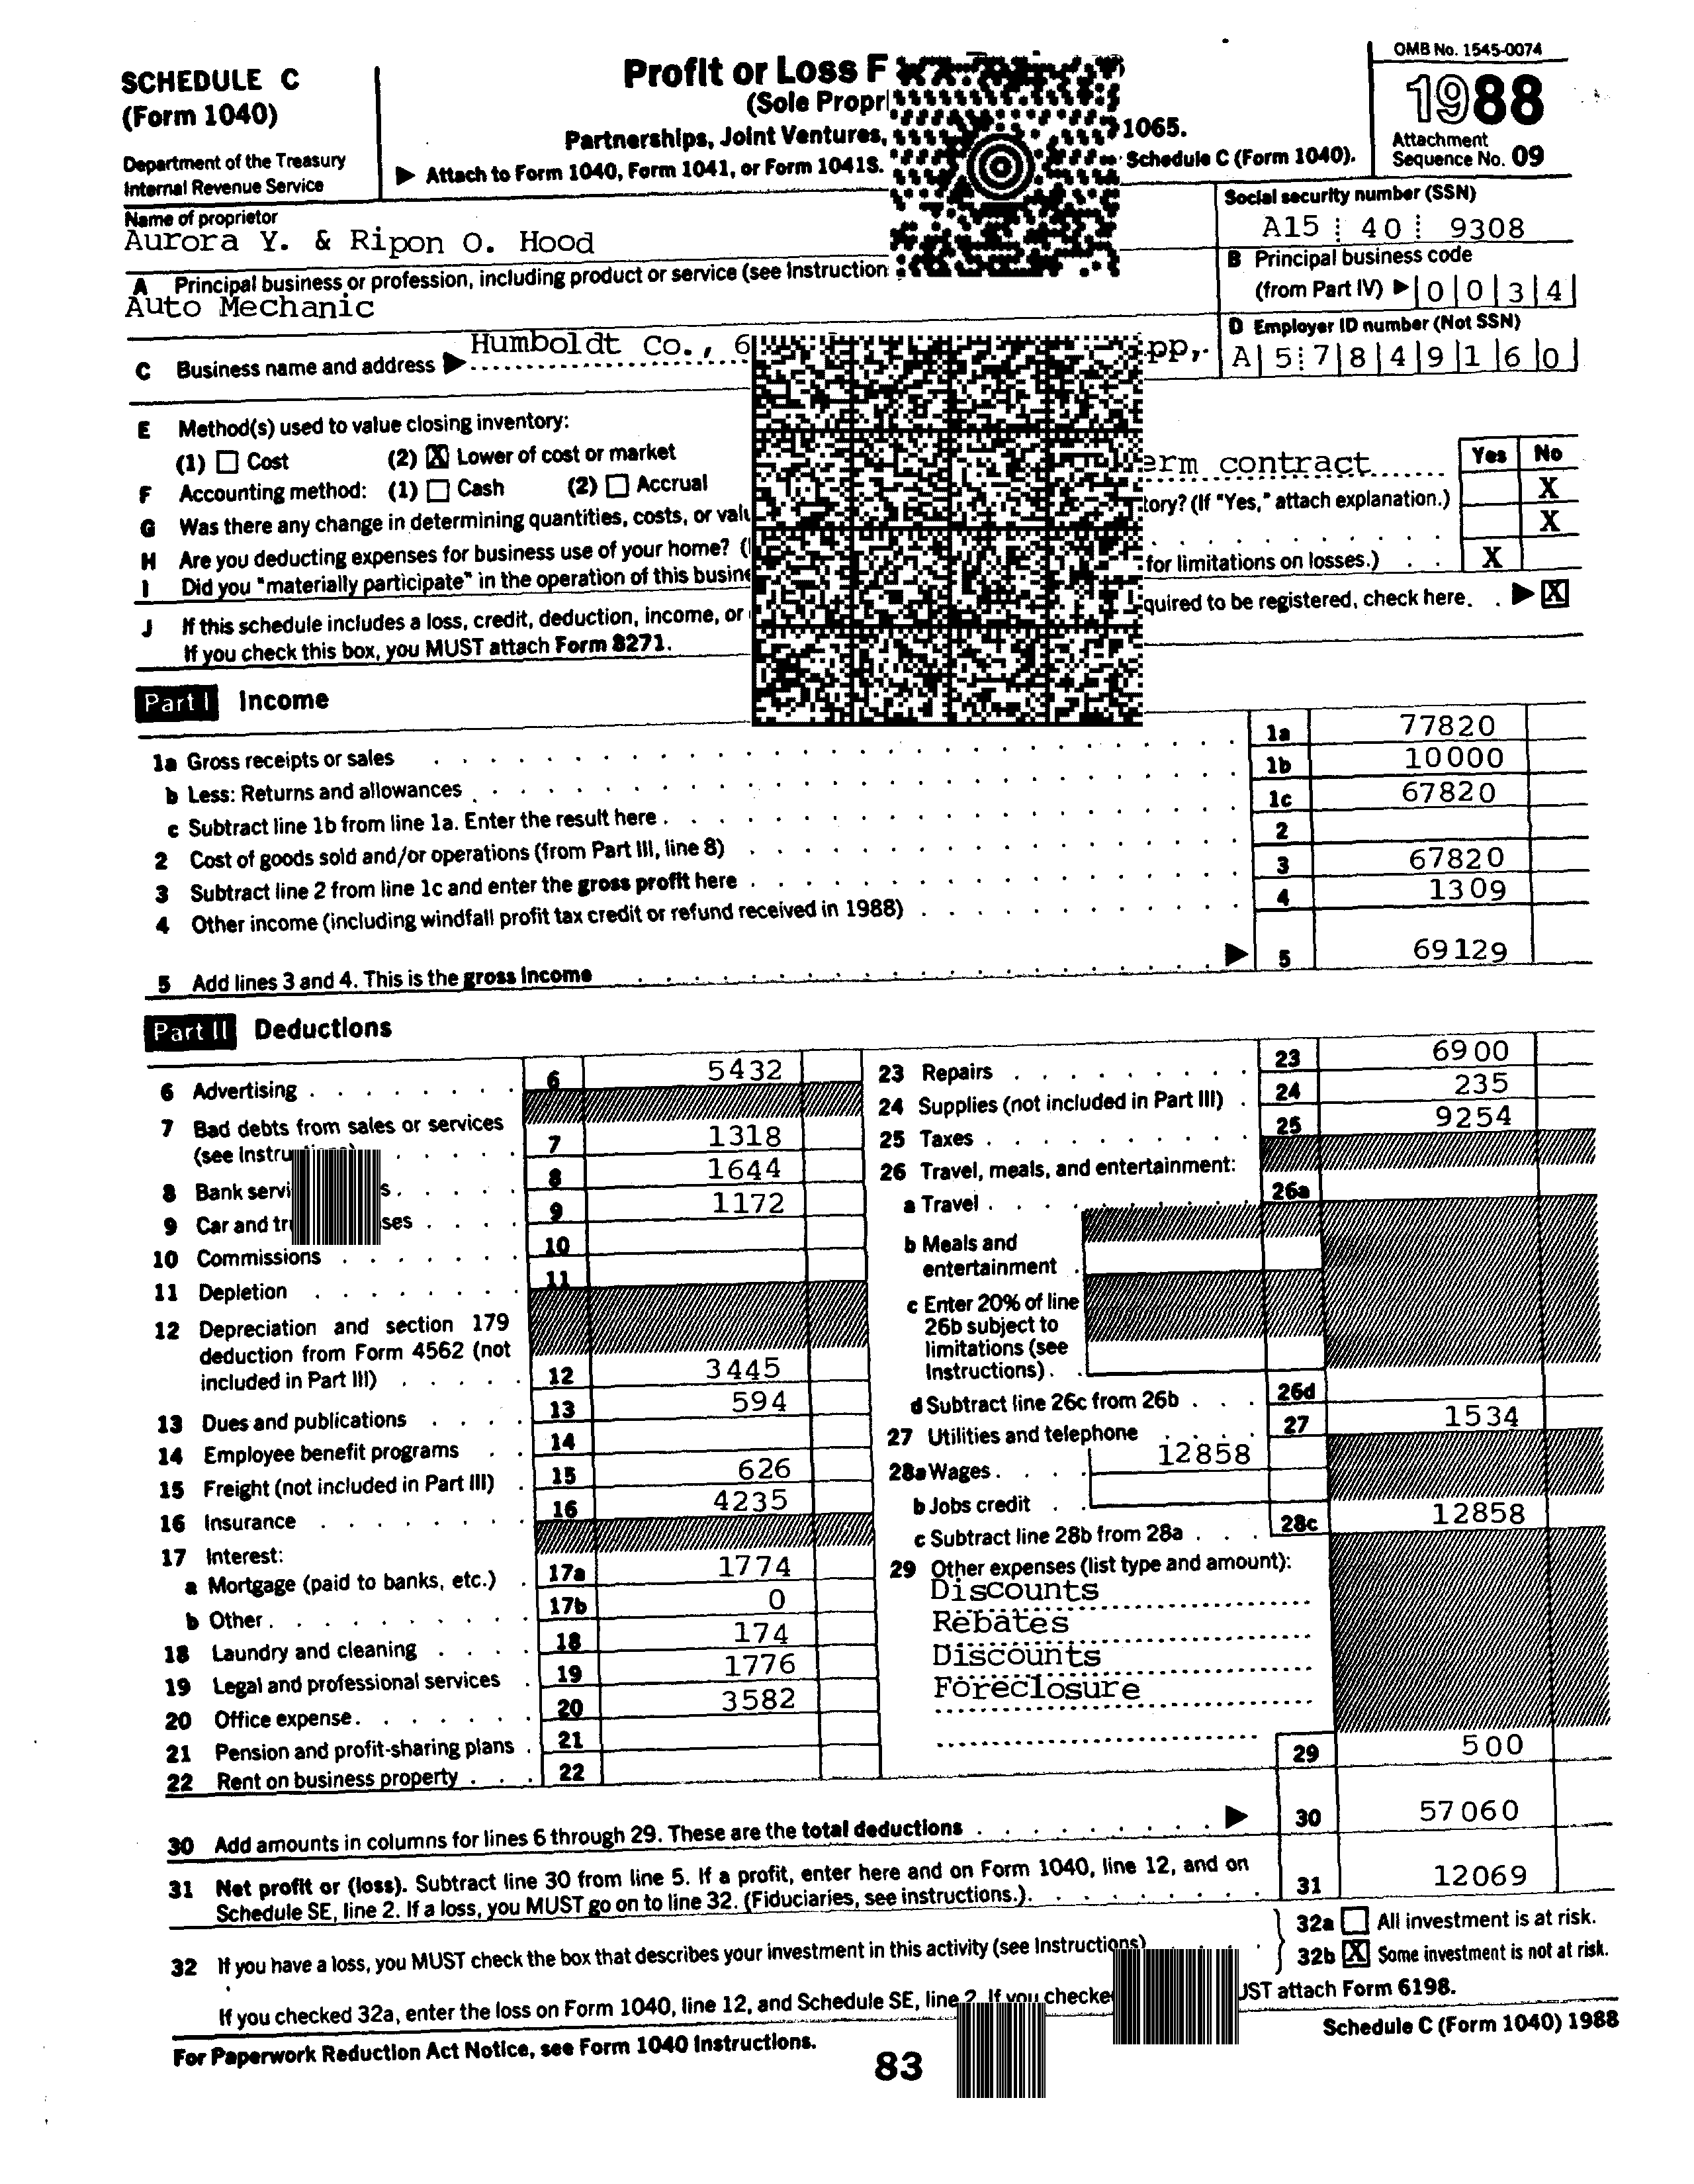 SCHEDULE C
(Form 1040)
Department of the Treasury
Internal Revenue Service
Profit or Loss F
(Sole Propr
Partnerships, Joint Ventures, 1065.
▶ Attach to Form 1040, Form 1041, or Form 1041S. Schedule C (Form 1040).
OMB No. 1545-0074
1988
Attachment
Sequence No. 09
Name of proprietor
Aurora Y. & Ripon O. Hood
Social security number (SSN)
A15 40 9308
A Principal business or profession, including product or service (see Instruction
Auto Mechanic
B Principal business code
(from Part IV) ▶ 0 0 3 4
C Business name and address ▶ Humboldt Co., 6 pp,.
D Employer ID number (Not SSN)
A 5 7 8 4 9 1 6 0
E Method(s) used to value closing inventory:
(1) ☐ Cost (2) ☒ Lower of cost or market erm contract
Yes No
F Accounting method: (1) ☐ Cash (2) ☐ Accrual
G Was there any change in determining quantities, costs, or valu tory? (If "Yes," attach explanation.) X
H Are you deducting expenses for business use of your home? ( X
I Did you "materially participate" in the operation of this busine for limitations on losses.) X
J If this schedule includes a loss, credit, deduction, income, or quired to be registered, check here. ▶ ☒
If you check this box, you MUST attach Form 8271.
Part I Income
1a Gross receipts or sales 1a 77820
b Less: Returns and allowances 1b 10000
c Subtract line 1b from line 1a. Enter the result here 1c 67820
2 Cost of goods sold and/or operations (from Part III, line 8) 2
3 Subtract line 2 from line 1c and enter the gross profit here 3 67820
4 Other income (including windfall profit tax credit or refund received in 1988) 4 1309
5 Add lines 3 and 4. This is the gross income ▶ 5 69129
Part II Deductions
6 Advertising 6 5432
7 Bad debts from sales or services
(see Instru 7 1318
8 Bank servi s 8 1644
9 Car and tr ses 9 1172
10 Commissions 10
11 Depletion 11
12 Depreciation and section 179
deduction from Form 4562 (not
included in Part III) 12 3445
13 Dues and publications 13 594
14 Employee benefit programs 14
15 Freight (not included in Part III) 15 626
16 Insurance 16 4235
17 Interest:
a Mortgage (paid to banks, etc.) 17a 1774
b Other 17b 0
18 Laundry and cleaning 18 174
19 Legal and professional services 19 1776
20 Office expense 20 3582
21 Pension and profit-sharing plans 21
22 Rent on business property 22
23 Repairs 23 6900
24 Supplies (not included in Part III) 24 235
25 Taxes 25 9254
26 Travel, meals, and entertainment:
a Travel 26a
b Meals and
entertainment
c Enter 20% of line
26b subject to
limitations (see
Instructions)
d Subtract line 26c from 26b 26d
27 Utilities and telephone 27 1534
28a Wages 12858
b Jobs credit
c Subtract line 28b from 28a 28c 12858
29 Other expenses (list type and amount):
Discounts
Rebates
Discounts
Foreclosure
29 500
30 Add amounts in columns for lines 6 through 29. These are the total deductions ▶ 30 57060
31 Net profit or (loss). Subtract line 30 from line 5. If a profit, enter here and on Form 1040, line 12, and on
Schedule SE, line 2. If a loss, you MUST go on to line 32. (Fiduciaries, see instructions.) 31 12069
32 If you have a loss, you MUST check the box that describes your investment in this activity (see Instructions)
32a ☐ All investment is at risk.
32b ☒ Some investment is not at risk.
If you checked 32a, enter the loss on Form 1040, line 12, and Schedule SE, line 2. If you checke UST attach Form 6198.
For Paperwork Reduction Act Notice, see Form 1040 Instructions.
83
Schedule C (Form 1040) 1988